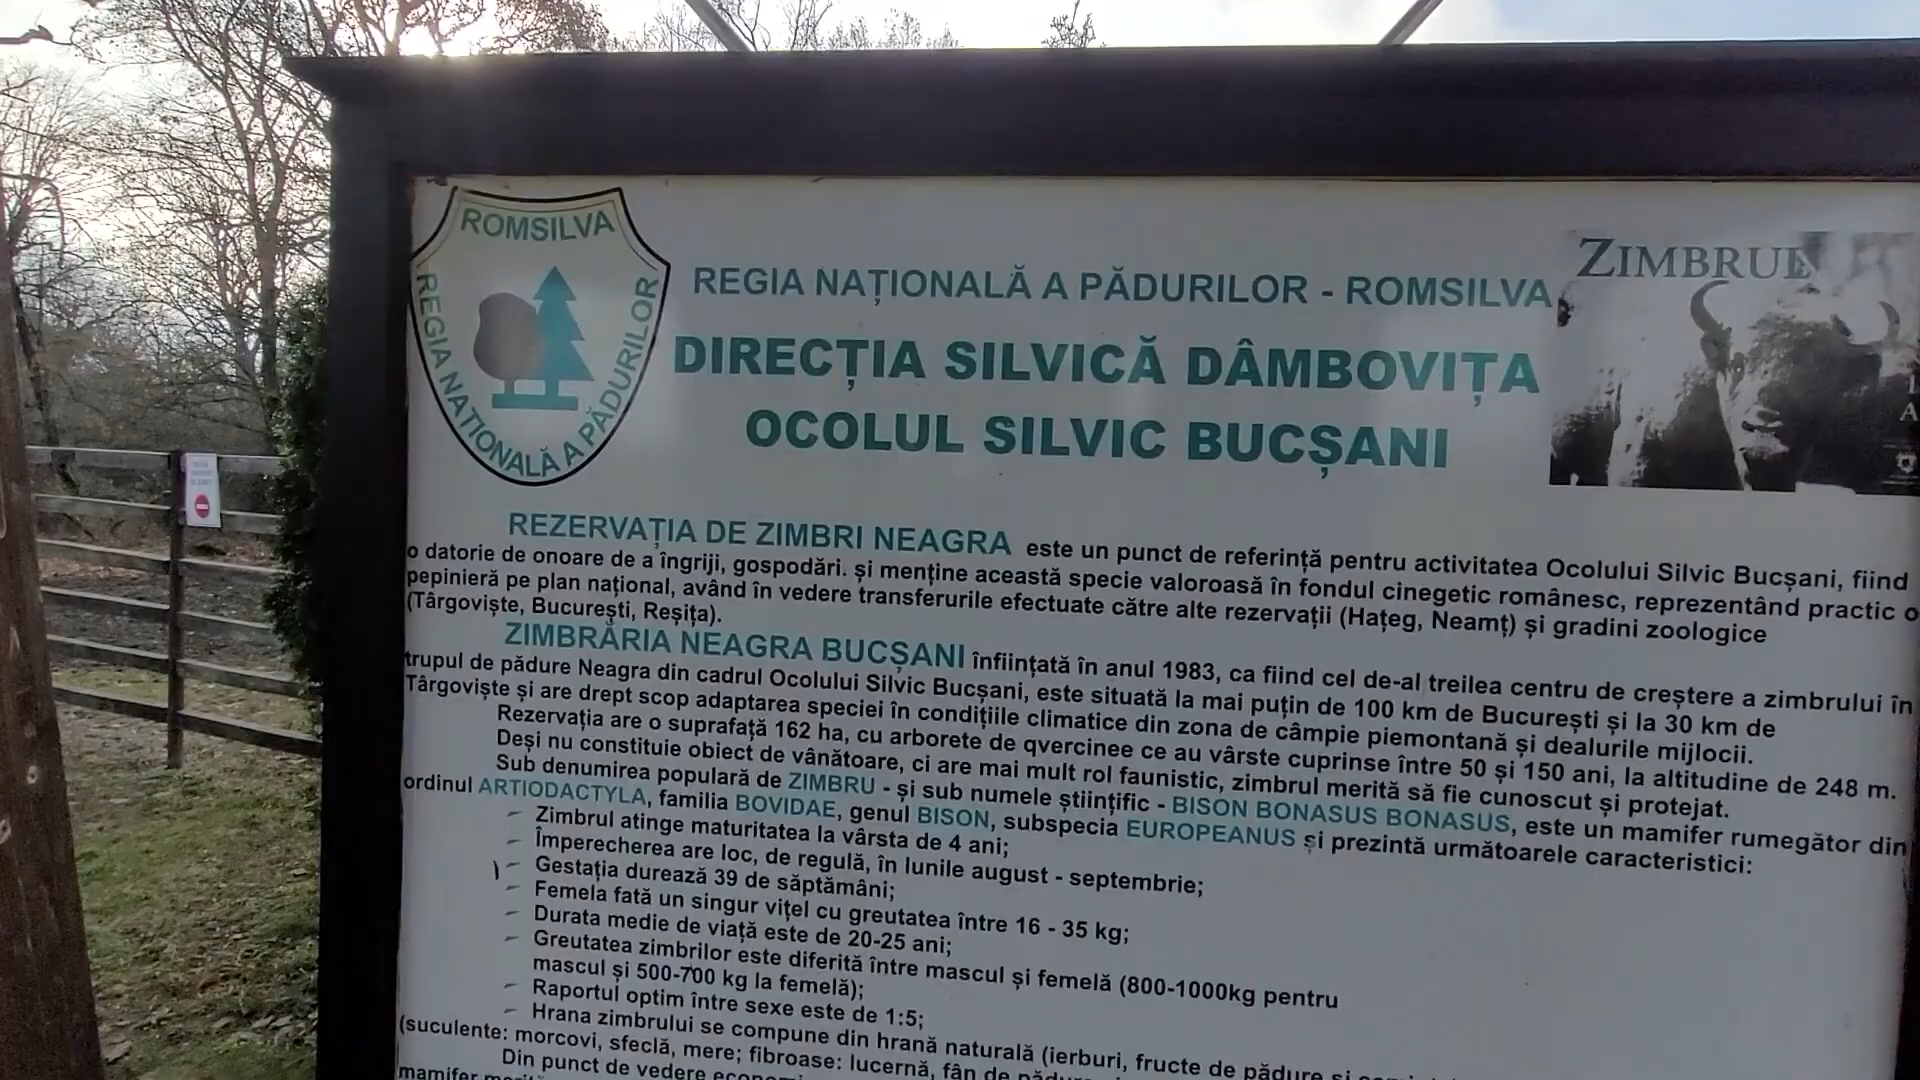 ROMSILVA
REGIA NAȚIONALĂ A PĂDURILOR
REGIA NAȚIONALĂ A PĂDURILOR - ROMSILVA
ZIMBRUL
DIRECȚIA SILVICĂ DÂMBOVIȚA
OCOLUL SILVIC BUCȘANI
REZERVAȚIA DE ZIMBRI NEAGRA este un punct de referință pentru activitatea Ocolului Silvic Bucșani, fiind
o datorie de onoare de a îngriji, gospodări. și menține această specie valoroasă în fondul cinegetic românesc, reprezentând practic o
pepinieră pe plan național, având în vedere transferurile efectuate către alte rezervații (Hațeg, Neamț) și gradini zoologice
(Târgoviște, București, Reșița).
ZIMBRĂRIA NEAGRA BUCȘANI înființată în anul 1983, ca fiind cel de-al treilea centru de creștere a zimbrului în
trupul de pădure Neagra din cadrul Ocolului Silvic Bucșani, este situată la mai puțin de 100 km de București și la 30 km de
Târgoviște și are drept scop adaptarea speciei în condițiile climatice din zona de câmpie piemontană și dealurile mijlocii.
Rezervația are o suprafață 162 ha, cu arborete de qvercinee ce au vârste cuprinse între 50 și 150 ani, la altitudine de 248 m.
Deși nu constituie obiect de vânătoare, ci are mai mult rol faunistic, zimbrul merită să fie cunoscut și protejat.
Sub denumirea populară de ZIMBRU - și sub numele științific - BISON BONASUS BONASUS, este un mamifer rumegător din
ordinul ARTIODACTYLA, familia BOVIDAE, genul BISON, subspecia EUROPEANUS și prezintă următoarele caracteristici:
– Zimbrul atinge maturitatea la vârsta de 4 ani;
– Împerecherea are loc, de regulă, în lunile august - septembrie;
– Gestația durează 39 de săptămâni;
– Femela fată un singur vițel cu greutatea între 16 - 35 kg;
– Durata medie de viață este de 20-25 ani;
– Greutatea zimbrilor este diferită între mascul și femelă (800-1000kg pentru
mascul și 500-700 kg la femelă);
– Raportul optim între sexe este de 1:5;
– Hrana zimbrului se compune din hrană naturală (ierburi, fructe de pădure și
(suculente: morcovi, sfeclă, mere; fibroase: lucernă, fân de
Din punct de vedere
mamifer